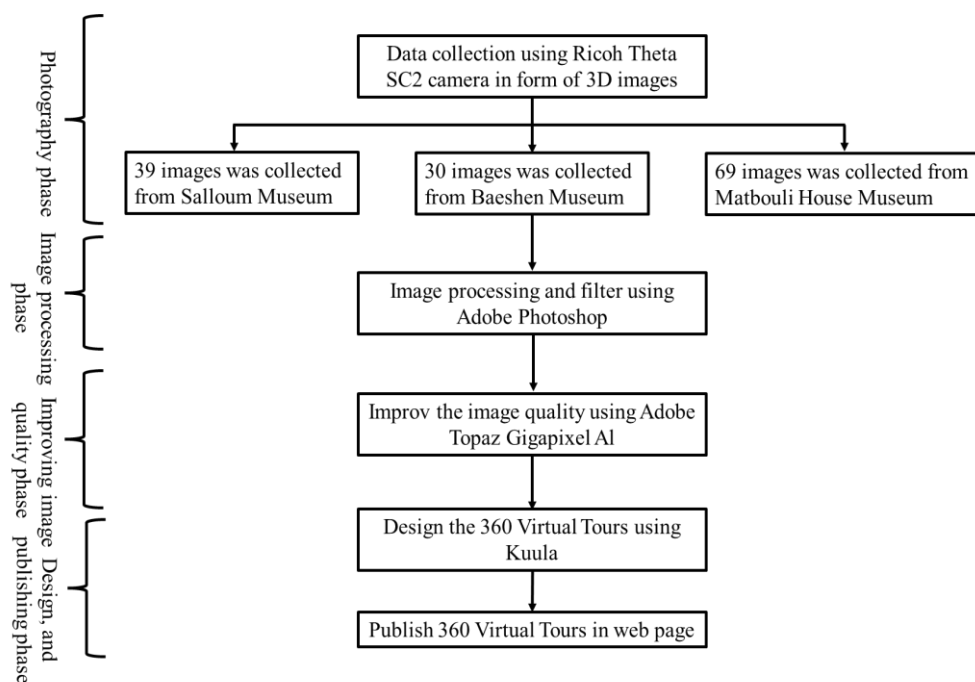 Photography phase
Data collection using Ricoh Theta
SC2 camera in form of 3D images
39 images was collected
from Salloum Museum
30 images was collected
from Baeshen Museum
69 images was collected from
Matbouli House Museum
Image processing
phase
Image processing and filter using
Adobe Photoshop
Improving image
quality phase
Improv the image quality using Adobe
Topaz Gigapixel Al
Design, and
publishing phase
Design the 360 Virtual Tours using
Kuula
Publish 360 Virtual Tours in web page